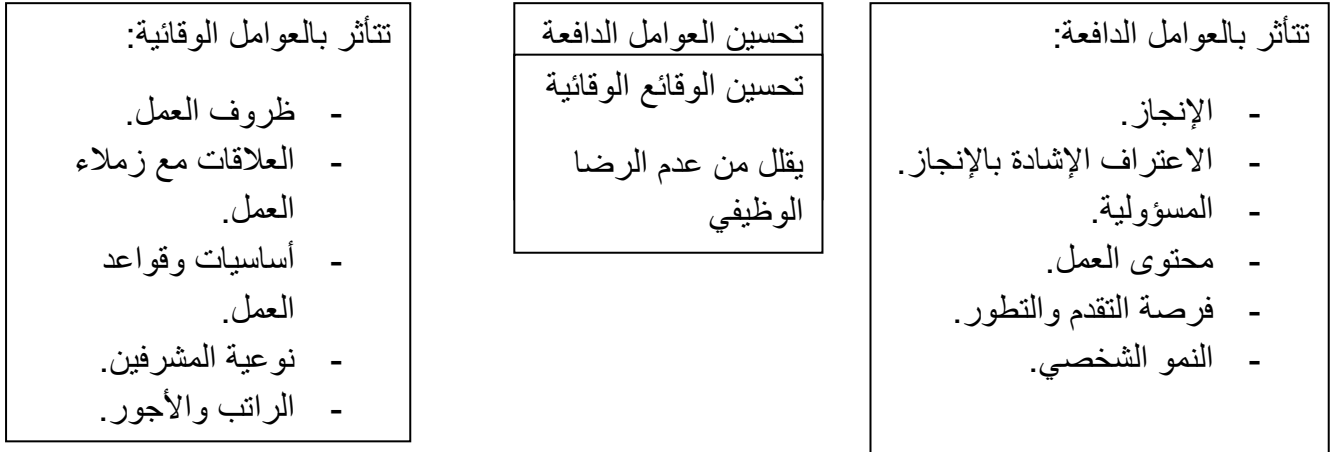 تتأثر بالعوامل الدافعة:
- الإنجاز.
- الاعتراف الإشادة بالإنجاز.
- المسؤولية.
- محتوى العمل.
- فرصة التقدم والتطور.
- النمو الشخصي.
تحسين العوامل الدافعة
تحسين الوقائع الوقائية
يقلل من عدم الرضا
الوظيفي
تتأثر بالعوامل الوقائية:
- ظروف العمل.
- العلاقات مع زملاء
العمل.
- أساسيات وقواعد
العمل.
- نوعية المشرفين.
- الراتب والأجور.